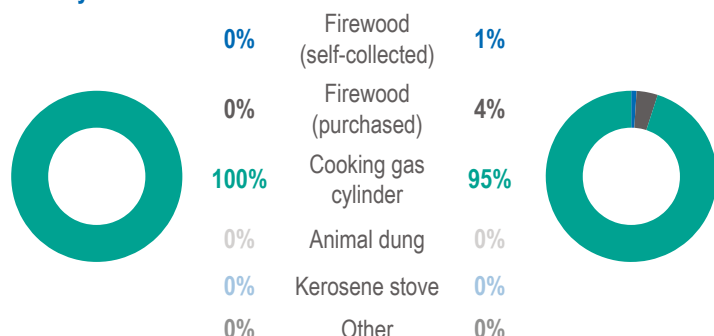 0% Firewood (self-collected) 1%
0% Firewood (purchased) 4%
100% Cooking gas cylinder 95%
0% Animal dung 0%
0% Kerosene stove 0%
0% Other 0%